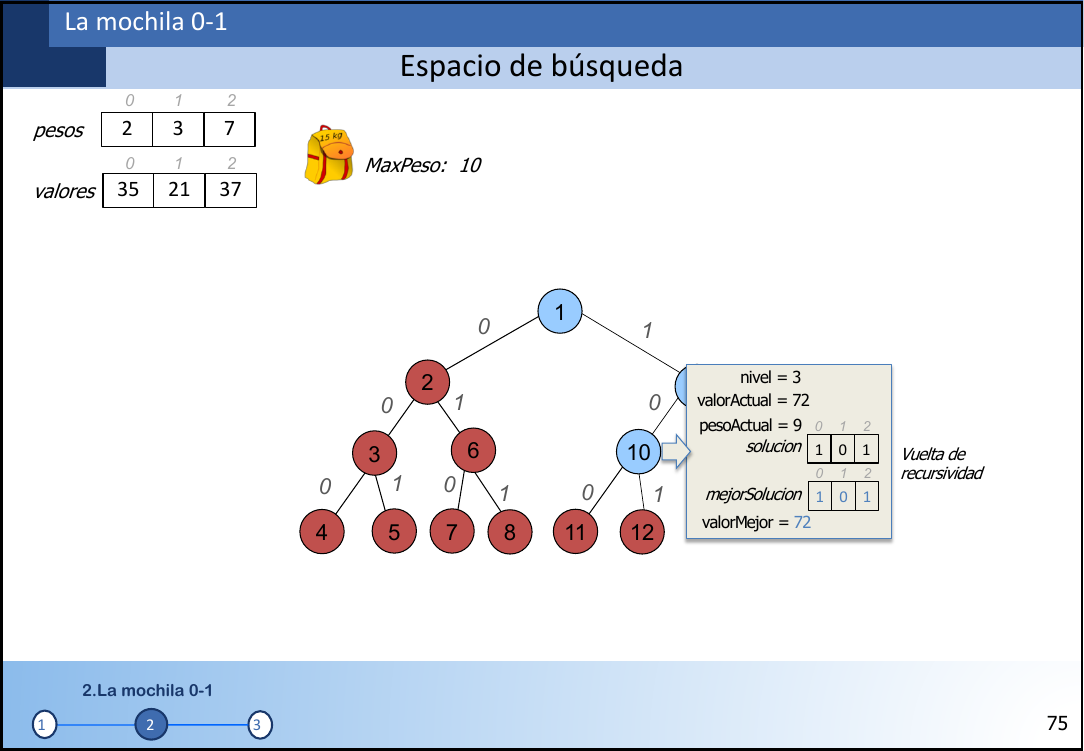 La mochila 0-1
Espacio de búsqueda
0 1 2
pesos 2 3 7
0 1 2
valores 35 21 37
15 kg
MaxPeso: 10
1
0 1
2
0 1 0
3 6 10
0 1 0 1 0 1
4 5 7 8 11 12
nivel = 3
valorActual = 72
pesoActual = 9
0 1 2
solucion 1 0 1
0 1 2
mejorSolucion 1 0 1
valorMejor = 72
Vuelta de
recursividad
2.La mochila 0-1
1 2 3
75